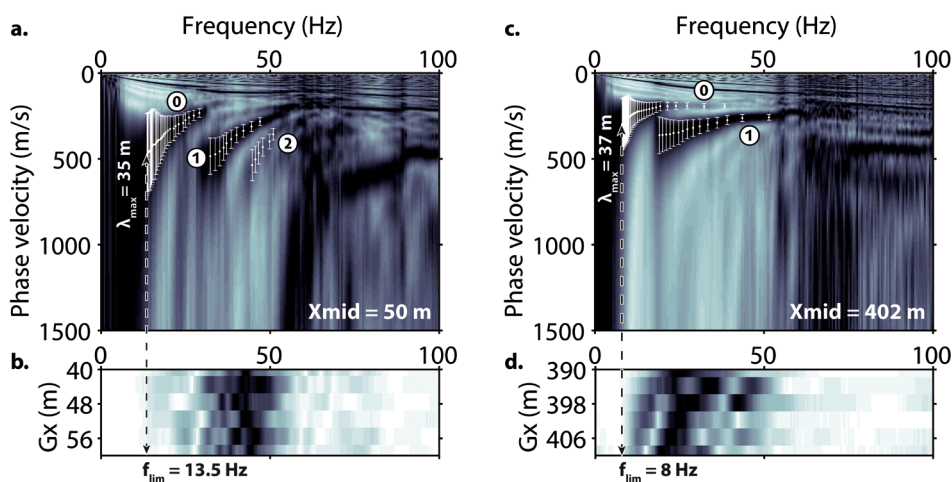 a.
Frequency (Hz)
0 50 100
Phase velocity (m/s)
0
500
1000
1500
0
1
2
λmax = 35 m
Xmid = 50 m
0 50 100
b.
Gx (m)
40
48
56
flim = 13.5 Hz
c.
Frequency (Hz)
0 50 100
Phase velocity (m/s)
0
500
1000
1500
0
1
λmax = 37 m
Xmid = 402 m
0 50 100
d.
Gx (m)
390
398
406
flim = 8 Hz